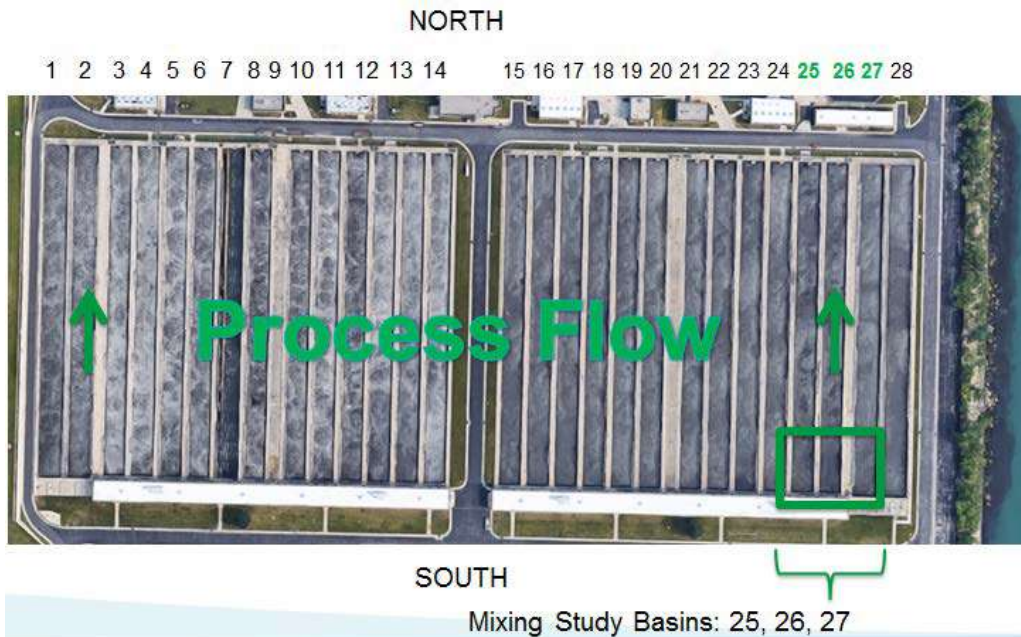 NORTH
1 2 3 4 5 6 7 8 9 10 11 12 13 14 15 16 17 18 19 20 21 22 23 24 25 26 27 28
Process Flow
SOUTH
Mixing Study Basins: 25, 26, 27